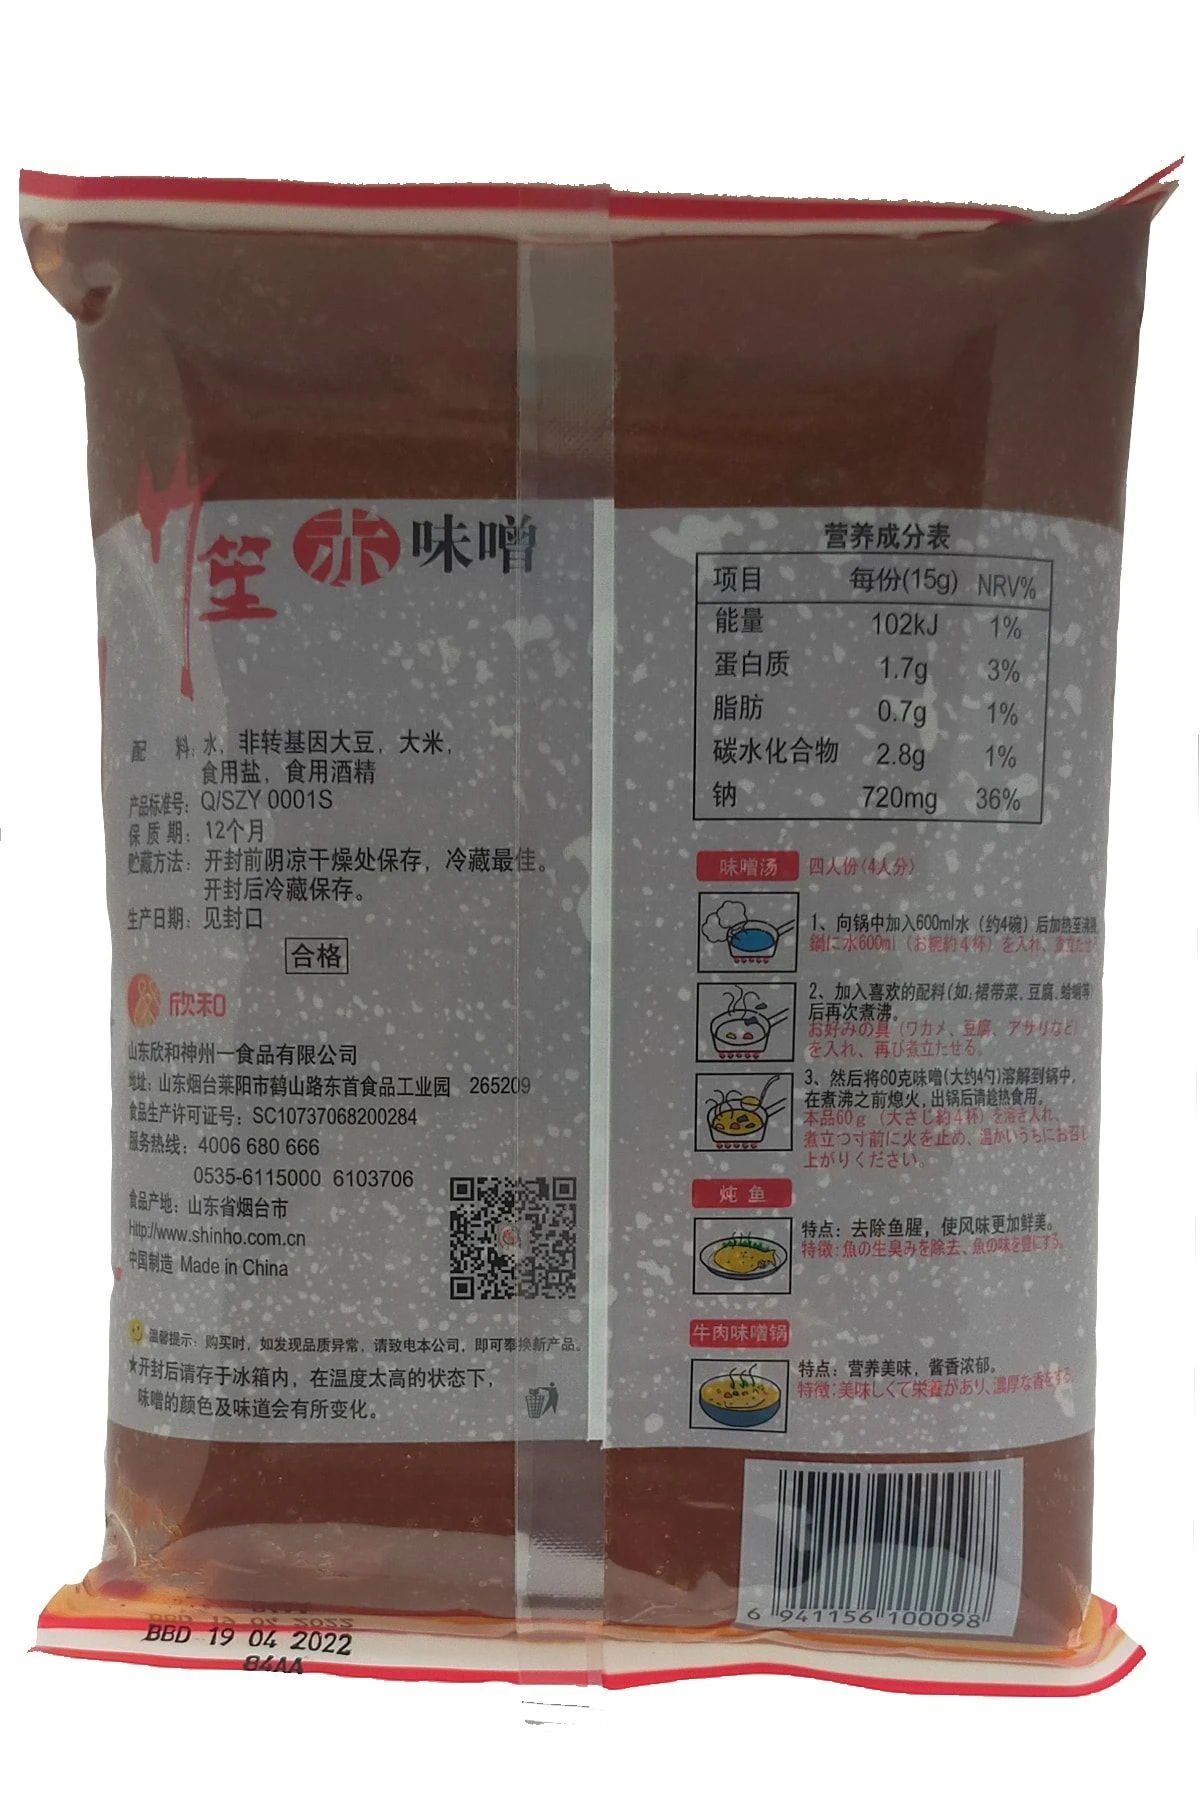 竹笙 赤 味噌
配 料：水，非转基因大豆，大米，
食用盐，食用酒精
产品标准号：Q/SZY 0001S
保 质 期：12个月
贮藏方法：开封前阴凉干燥处保存，冷藏最佳。
开封后冷藏保存。
生产日期：见封口
合格
欣和
山东欣和神州一食品有限公司
地址：山东烟台莱阳市鹤山路东首食品工业园 265209
食品生产许可证号：SC10737068200284
服务热线：4006 680 666
0535-6115000 6103706
食品产地：山东省烟台市
http://www.shinho.com.cn
中国制造 Made in China
温馨提示：购买时，如发现品质异常，请致电本公司，即可奉换新产品。
★开封后请存于冰箱内，在温度太高的状态下，
味噌的颜色及味道会有所变化。
营养成分表
项目 每份(15g) NRV%
能量 102kJ 1%
蛋白质 1.7g 3%
脂肪 0.7g 1%
碳水化合物 2.8g 1%
钠 720mg 36%
味噌汤 四人份(4人分)
1、向锅中加入600ml水（约4碗）后加热至沸腾
鍋に水600ml（お椀約4杯）を入れ、煮立たせ
2、加入喜欢的配料(如:裙带菜,豆腐,蛤蜊等)
后再次煮沸。
お好みの具（ワカメ、豆腐、アサリなど）
を入れ、再び煮立たせる。
3、然后将60克味噌(大约4勺)溶解到锅中，
在煮沸之前熄火，出锅后请趁热食用。
本品60g（大さじ約4杯）を溶き入れ、
煮立つ寸前に火を止め、温かいうちにお召し
上がりください。
炖 鱼
特点：去除鱼腥，使风味更加鲜美。
特徴：魚の生臭みを除去、魚の味を豊にする。
牛肉味噌锅
特点：营养美味，酱香浓郁。
特徴：美味しくて栄養があり、濃厚な香をする。
6 941156 100098
BBD 19 04 2022
84AA